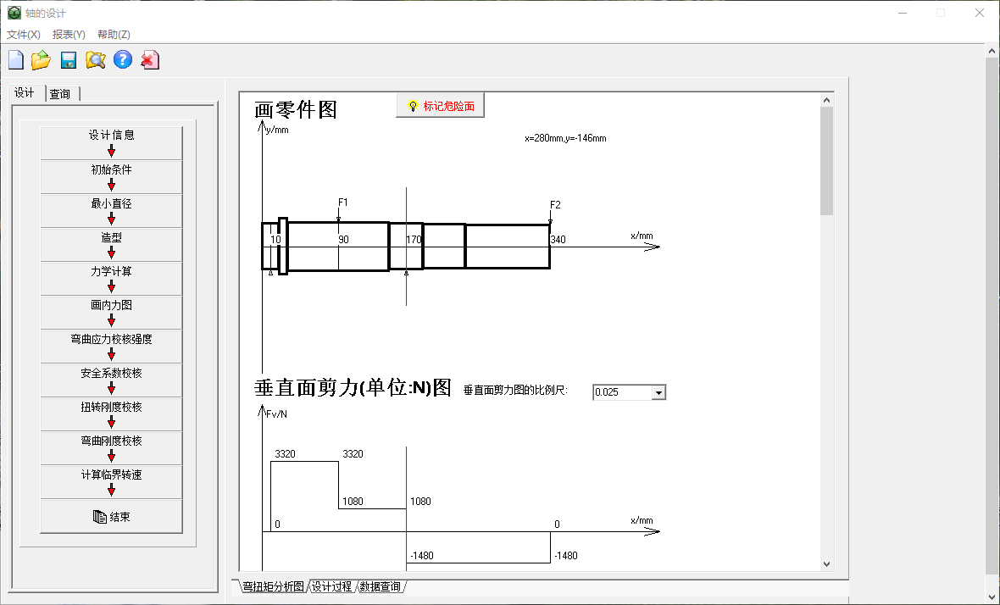 轴的设计
文件(X) 报表(Y) 帮助(Z)
设计 查询
设计信息
初始条件
最小直径
造型
力学计算
画内力图
弯曲应力校核强度
安全系数校核
扭转刚度校核
弯曲刚度校核
计算临界转速
结束
画零件图
标记危险面
y/mm
x=280mm,y=-146mm
F1
F2
10
90
170
340
x/mm
垂直面剪力(单位:N)图 垂直面剪力图的比例尺: 0.025
Fv/N
3320 3320
1080 1080
0 0 x/mm
-1480 -1480
弯扭矩分析图 设计过程 数据查询